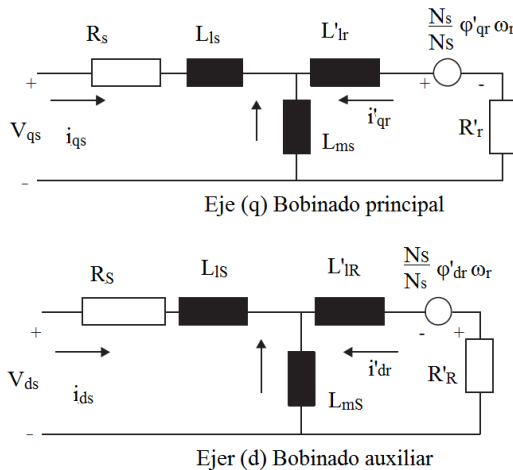 Rs Lls L'lr Ns/NS φ'qr ωr
+ + -
Vqs iqs Lms i'qr R'r
-
Eje (q) Bobinado principal
RS LlS L'lR NS/Ns φ'dr ωr
+ - +
Vds ids LmS i'dr R'R
-
Ejer (d) Bobinado auxiliar